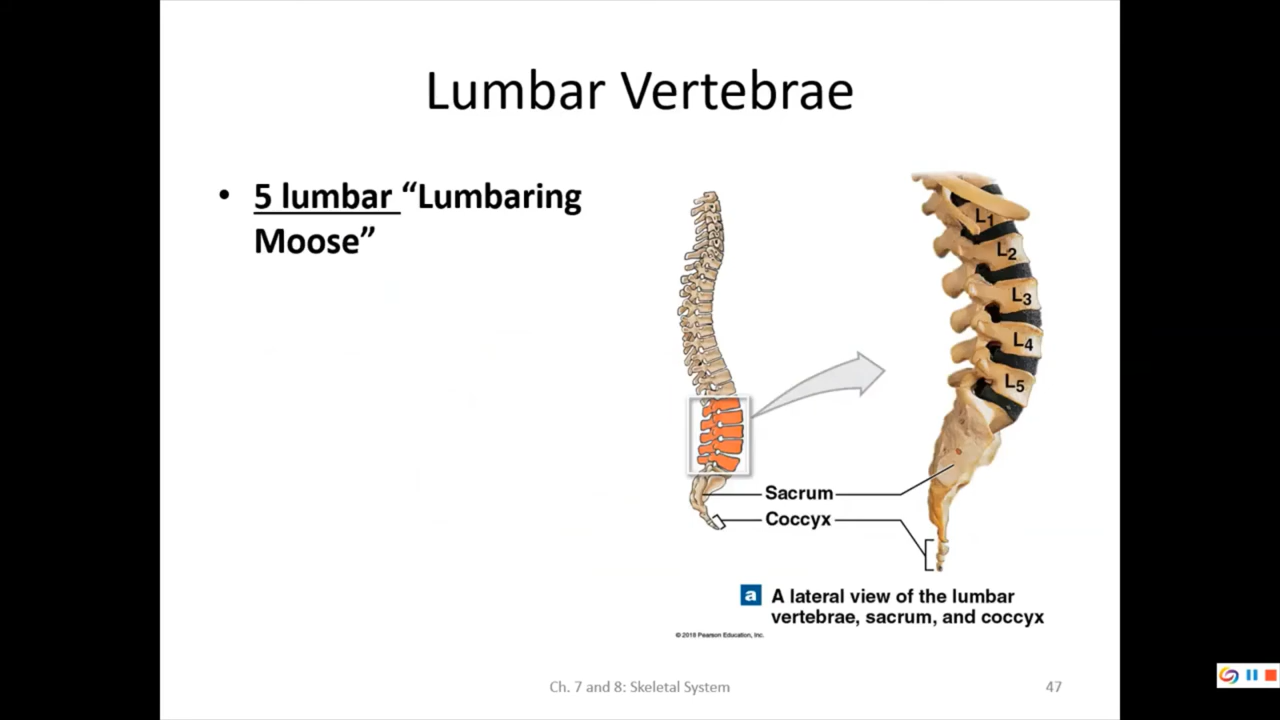 Lumbar Vertebrae
• 5 lumbar “Lumbaring
Moose”
L1
L2
L3
L4
L5
Sacrum
Coccyx
a A lateral view of the lumbar
vertebrae, sacrum, and coccyx
© 2018 Pearson Education, Inc.
Ch. 7 and 8: Skeletal System
47